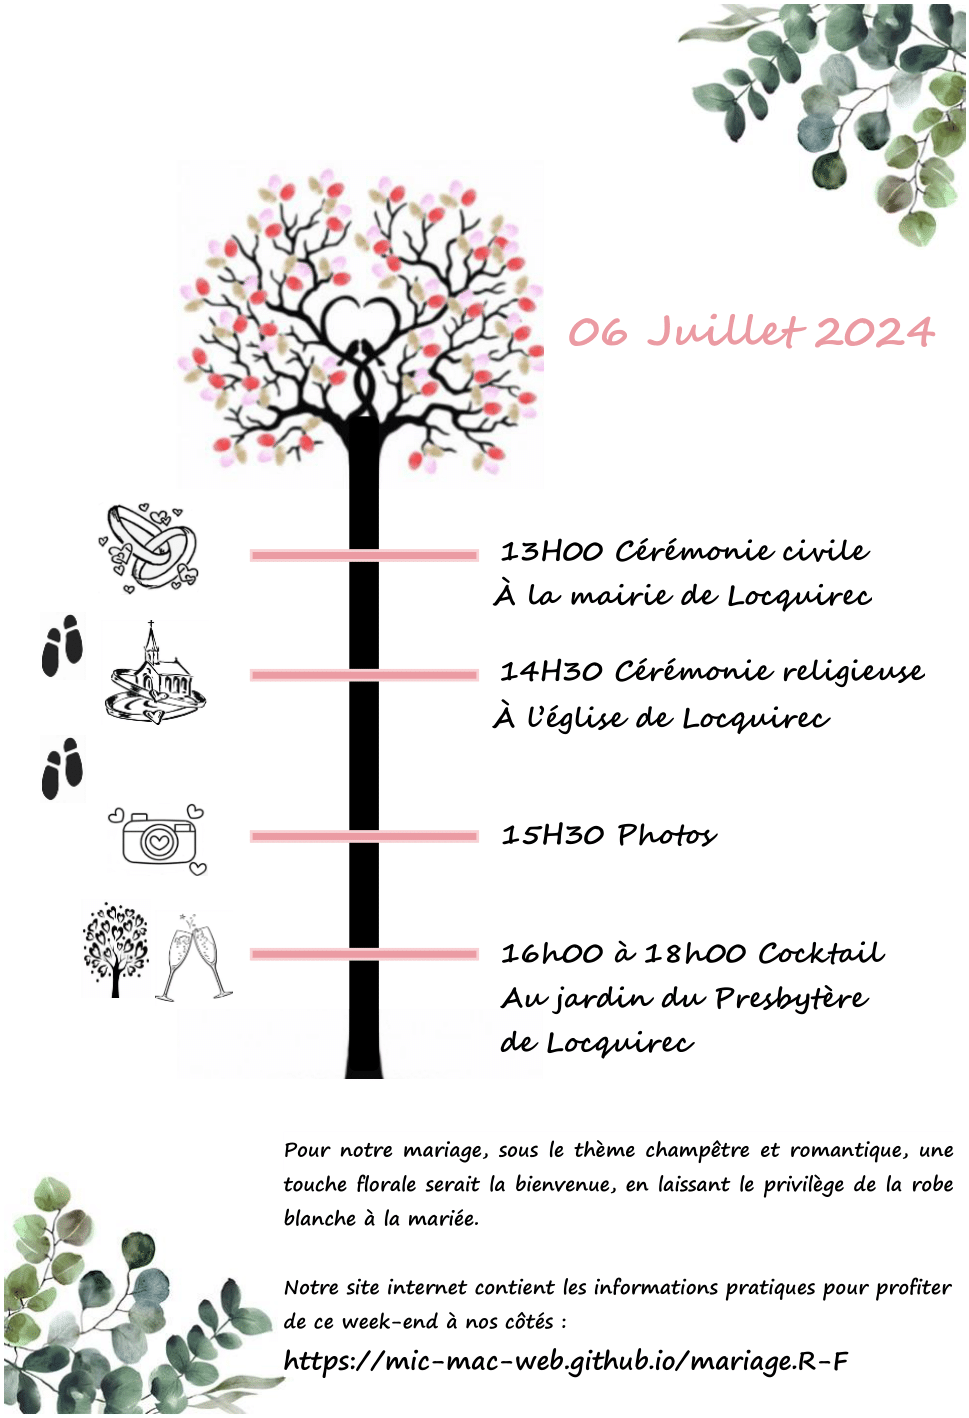 06 Juillet 2024
13H00 Cérémonie civile
À la mairie de Locquirec
14H30 Cérémonie religieuse
À l'église de Locquirec
15H30 Photos
16h00 à 18h00 Cocktail
Au jardin du Presbytère
de Locquirec
Pour notre mariage, sous le thème champêtre et romantique, une
touche florale serait la bienvenue, en laissant le privilège de la robe
blanche à la mariée.
Notre site internet contient les informations pratiques pour profiter
de ce week-end à nos côtés :
https://mic-mac-web.github.io/mariage.R-F